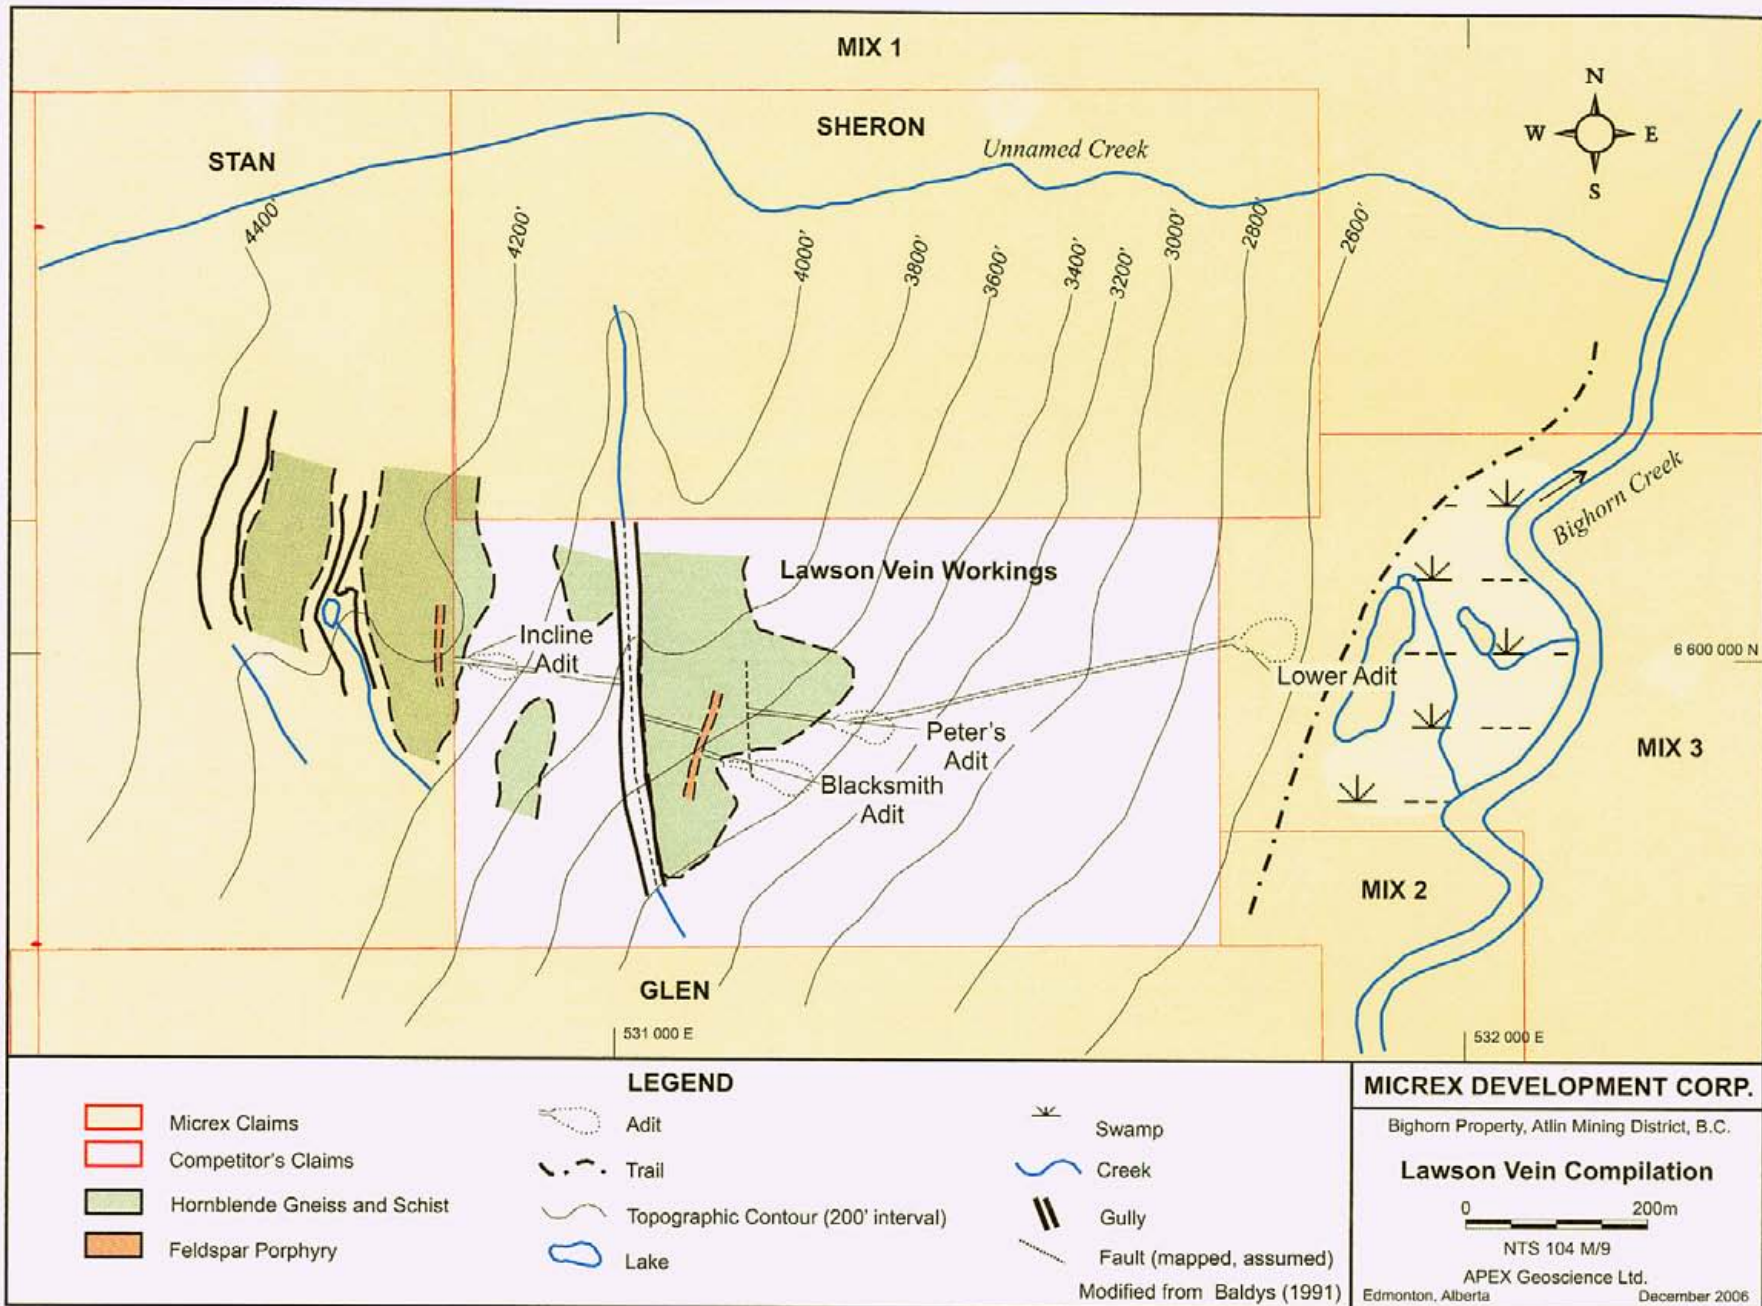 MIX 1
SHERON
Unnamed Creek
STAN
N
W
E
S
4400'
4200'
4000'
3800'
3600'
3400'
3200'
3000'
2800'
2600'
Bighorn Creek
Lawson Vein Workings
Incline
Adit
6 600 000 N
Lower Adit
Peter's
Adit
Blacksmith
Adit
MIX 3
MIX 2
GLEN
531 000 E
532 000 E
LEGEND
Micrex Claims
Competitor's Claims
Hornblende Gneiss and Schist
Feldspar Porphyry
Adit
Trail
Topographic Contour (200' interval)
Lake
Swamp
Creek
Gully
Fault (mapped, assumed)
Modified from Baldys (1991)
MICREX DEVELOPMENT CORP.
Bighorn Property, Atlin Mining District, B.C.
Lawson Vein Compilation
0 200m
NTS 104 M/9
APEX Geoscience Ltd.
Edmonton, Alberta December 2006